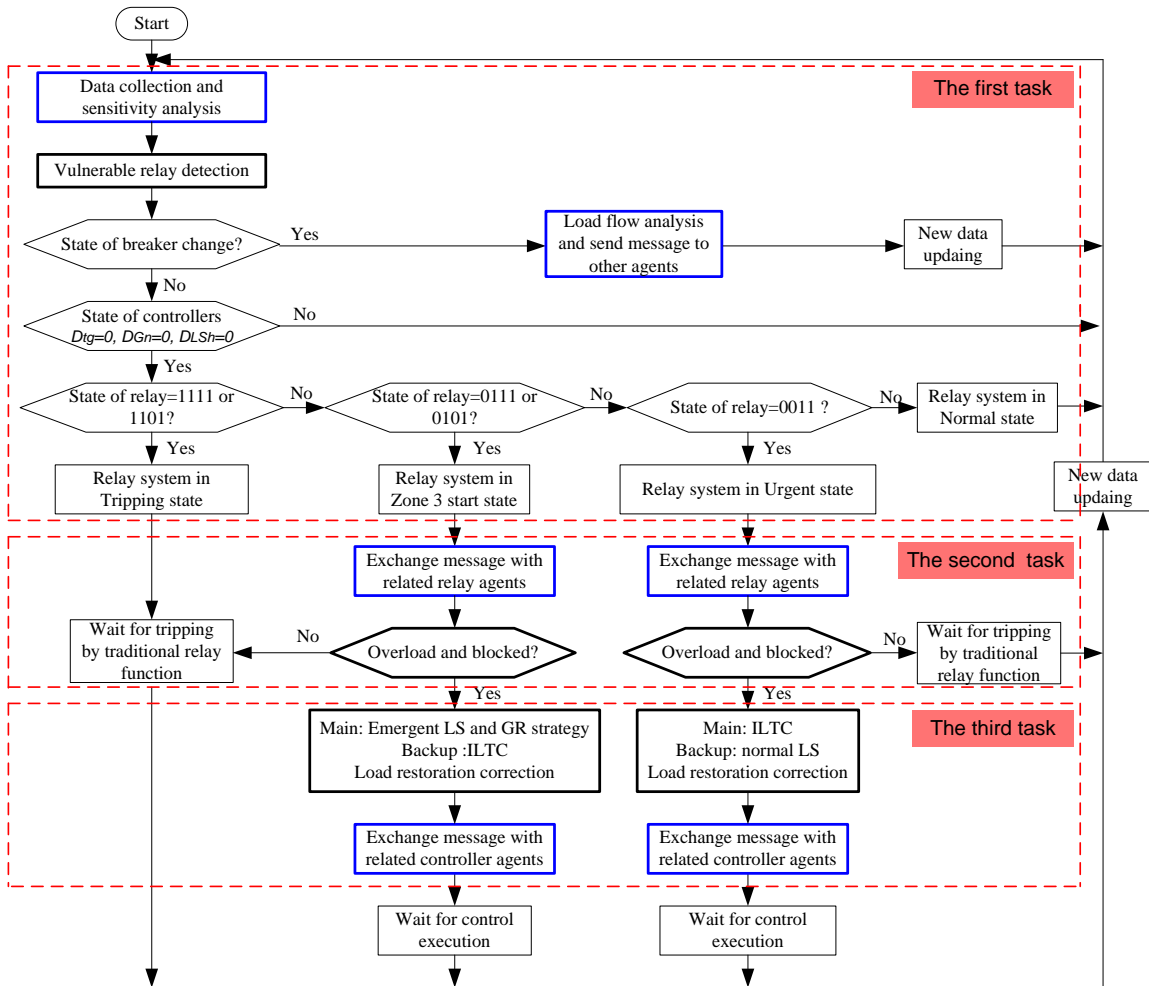 Start
The first task
Data collection and
sensitivity analysis
Vulnerable relay detection
State of breaker change?
Yes
Load flow analysis
and send message to
other agents
New data
updaing
No
State of controllers
Dtg=0, DGn=0, DLSh=0
No
Yes
State of relay=1111 or
1101?
No
State of relay=0111 or
0101?
No
State of relay=0011 ?
No
Relay system in
Normal state
Yes
Yes
Yes
Relay system in
Tripping state
Relay system in
Zone 3 start state
Relay system in Urgent state
New data
updaing
The second task
Exchange message with
related relay agents
Exchange message with
related relay agents
Wait for tripping
by traditional relay
function
No
Overload and blocked?
Overload and blocked?
No
Wait for tripping
by traditional relay
function
Yes
Yes
The third task
Main: Emergent LS and GR strategy
Backup :ILTC
Load restoration correction
Main: ILTC
Backup: normal LS
Load restoration correction
Exchange message with
related controller agents
Exchange message with
related controller agents
Wait for control
execution
Wait for control
execution